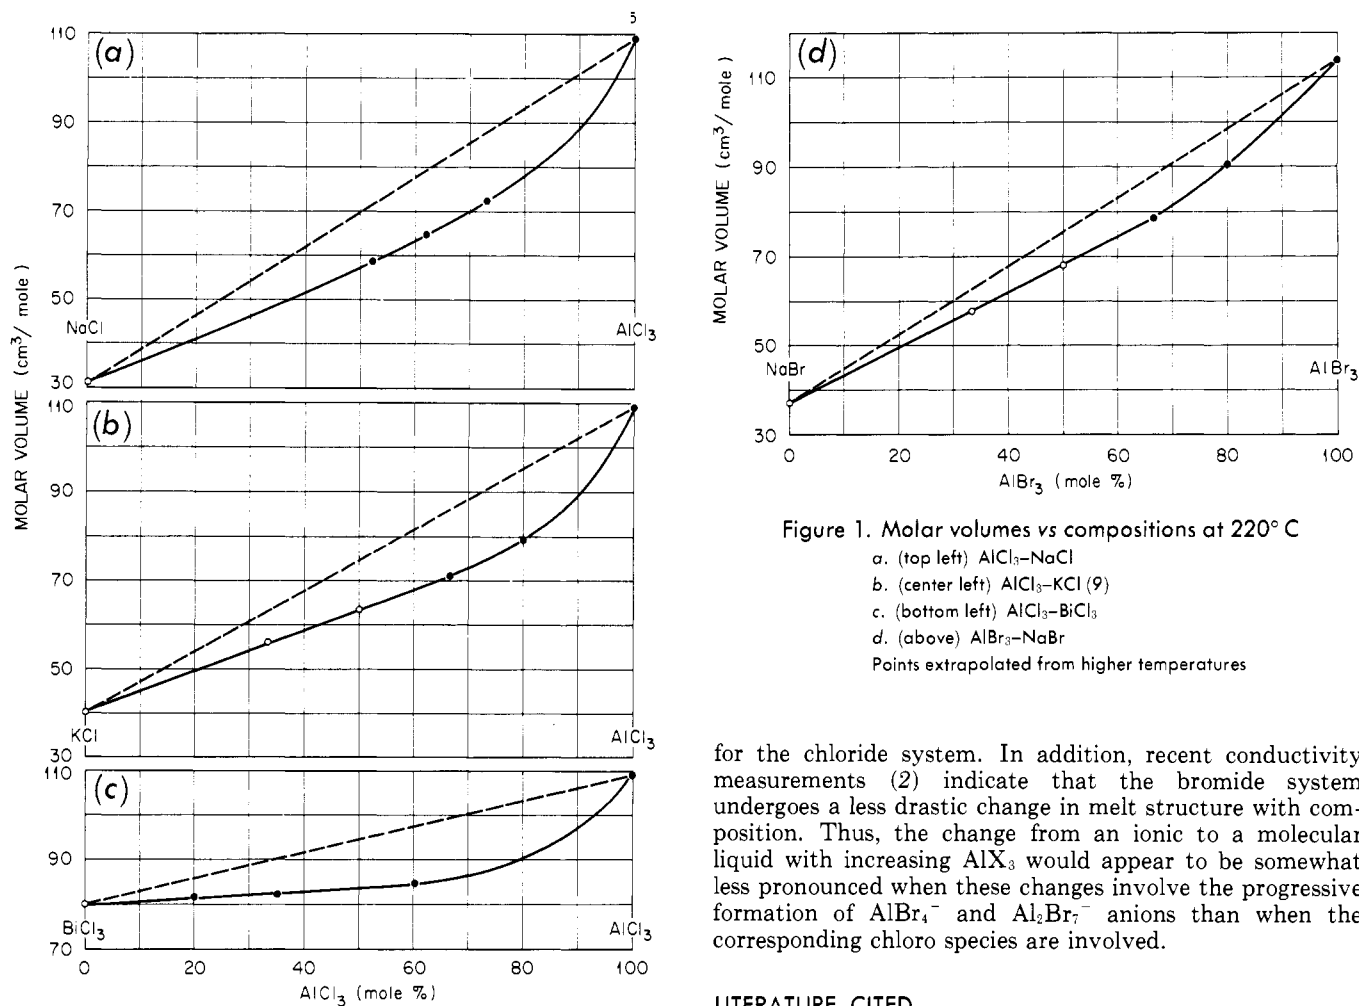 5
(a)
110
90
70
50
30
NaCl
AlCl₃
MOLAR VOLUME (cm³/ mole)
(b)
110
90
70
50
30
KCl
AlCl₃
(c)
110
90
70
BiCl₃
AlCl₃
0 20 40 60 80 100
AlCl₃ (mole %)
(d)
MOLAR VOLUME (cm³/mole)
110
90
70
50
30
NaBr
AlBr₃
0 20 40 60 80 100
AlBr₃ (mole %)
Figure 1. Molar volumes vs compositions at 220° C
a. (top left) AlCl₃–NaCl
b. (center left) AlCl₃–KCl (9)
c. (bottom left) AlCl₃–BiCl₃
d. (above) AlBr₃–NaBr
Points extrapolated from higher temperatures
for the chloride system. In addition, recent conductivity
measurements (2) indicate that the bromide system
undergoes a less drastic change in melt structure with com-
position. Thus, the change from an ionic to a molecular
liquid with increasing AlX₃ would appear to be somewhat
less pronounced when these changes involve the progressive
formation of AlBr₄⁻ and Al₂Br₇⁻ anions than when the
corresponding chloro species are involved.
LITERATURE CITED